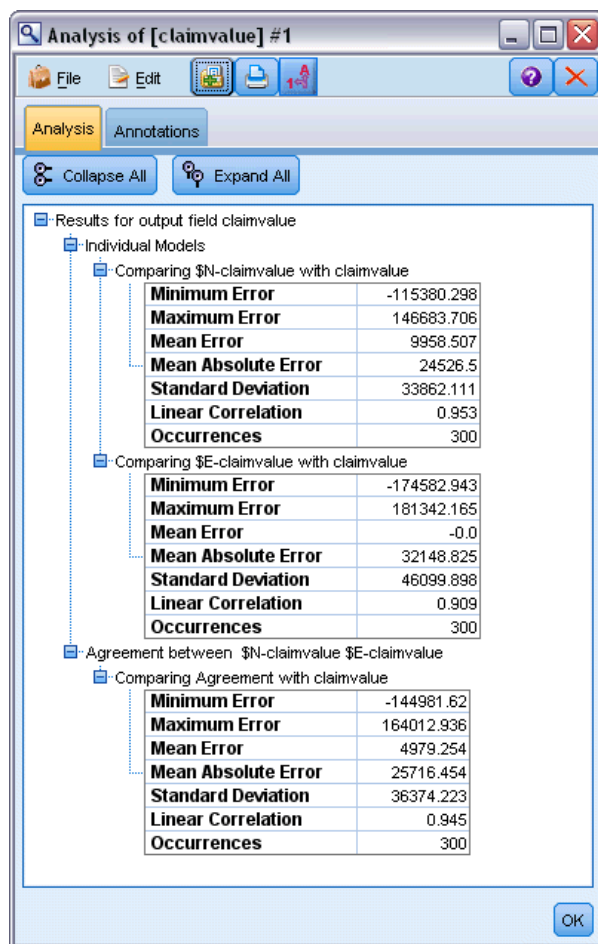 Analysis of [claimvalue] #1
File Edit
Analysis Annotations
Collapse All Expand All
Results for output field claimvalue
Individual Models
Comparing $N-claimvalue with claimvalue
Minimum Error -115380.298
Maximum Error 146683.706
Mean Error 9958.507
Mean Absolute Error 24526.5
Standard Deviation 33862.111
Linear Correlation 0.953
Occurrences 300
Comparing $E-claimvalue with claimvalue
Minimum Error -174582.943
Maximum Error 181342.165
Mean Error -0.0
Mean Absolute Error 32148.825
Standard Deviation 46099.898
Linear Correlation 0.909
Occurrences 300
Agreement between $N-claimvalue $E-claimvalue
Comparing Agreement with claimvalue
Minimum Error -144981.62
Maximum Error 164012.936
Mean Error 4979.254
Mean Absolute Error 25716.454
Standard Deviation 36374.223
Linear Correlation 0.945
Occurrences 300
OK